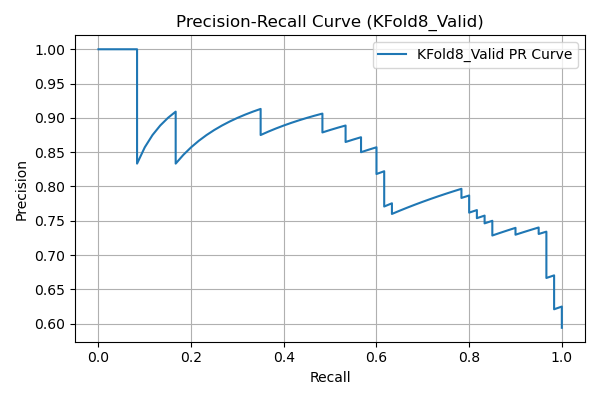 Precision-Recall Curve (KFold8_Valid)
KFold8_Valid PR Curve
1.00
0.95
0.90
0.85
0.80
0.75
0.70
0.65
0.60
Precision
0.0 0.2 0.4 0.6 0.8 1.0
Recall